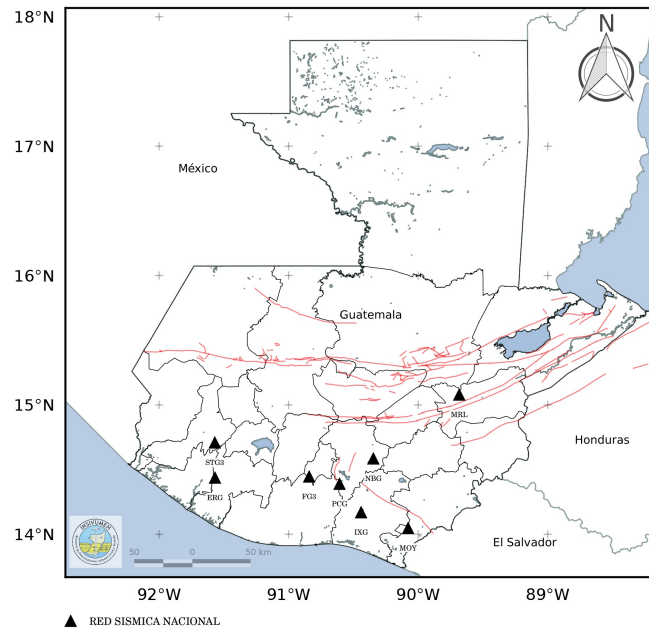 18°N
N
17°N
México
16°N
Guatemala
15°N
MRL
Honduras
STG3
NBG
ERG
FG3
PCG
IXG
14°N
INSIVUMEH
MOY
El Salvador
50
0
50 km
92°W
91°W
90°W
89°W
RED SISMICA NACIONAL